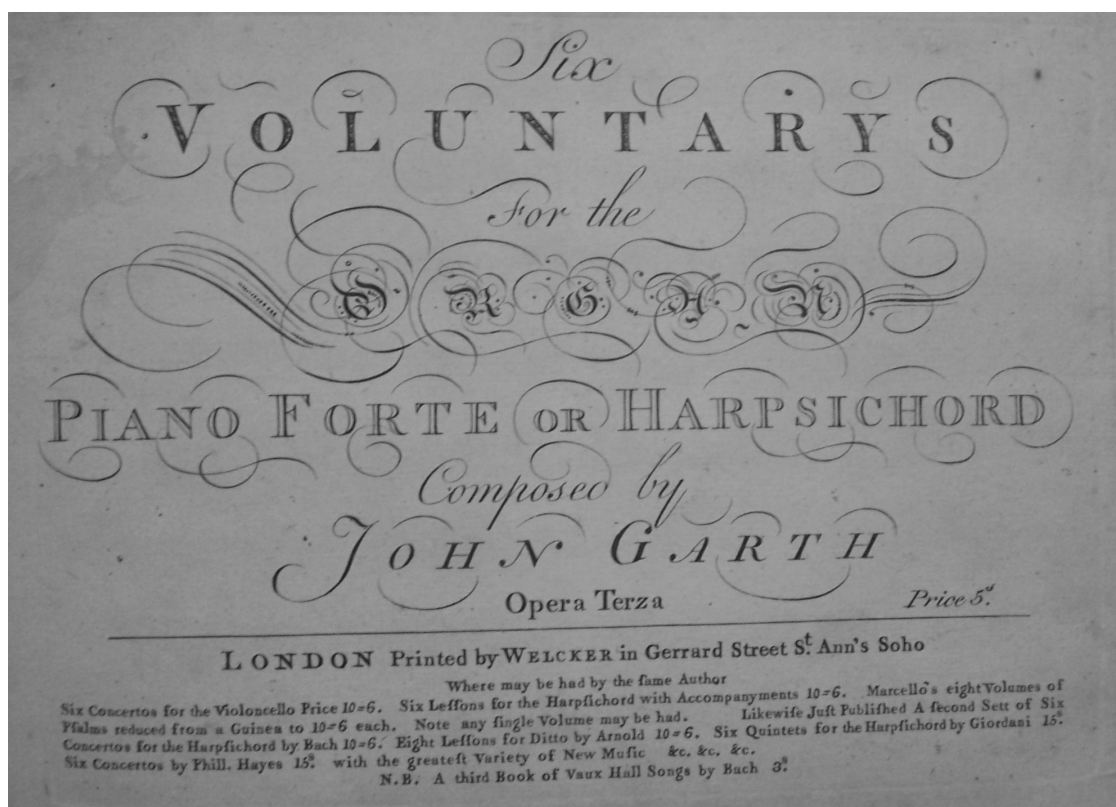 Six
VOLUNTARYS
For the
ORGAN
PIANO FORTE OR HARPSICHORD
Composed by
JOHN GARTH
Opera Terza Price 5.s
LONDON Printed by WELCKER in Gerrard Street St. Ann's Soho
Where may be had by the ſame Author
Six Concertos for the Violoncello Price 10=6. Six Leſſons for the Harpſichord with Accompanyments 10=6. Marcello's eight Volumes of
Pſalms reduced from a Guinea to 10=6 each. Note any ſingle Volume may be had. Likewiſe Juſt Publiſhed A ſecond Sett of Six
Concertos for the Harpſichord by Bach 10=6. Eight Leſſons for Ditto by Arnold 10=6. Six Quintets for the Harpſichord by Giordani 15.s
Six Concertos by Phill. Hayes 15.s with the greateſt Variety of New Muſic &c. &c. &c.
N.B. A third Book of Vaux Hall Songs by Bach 3.s